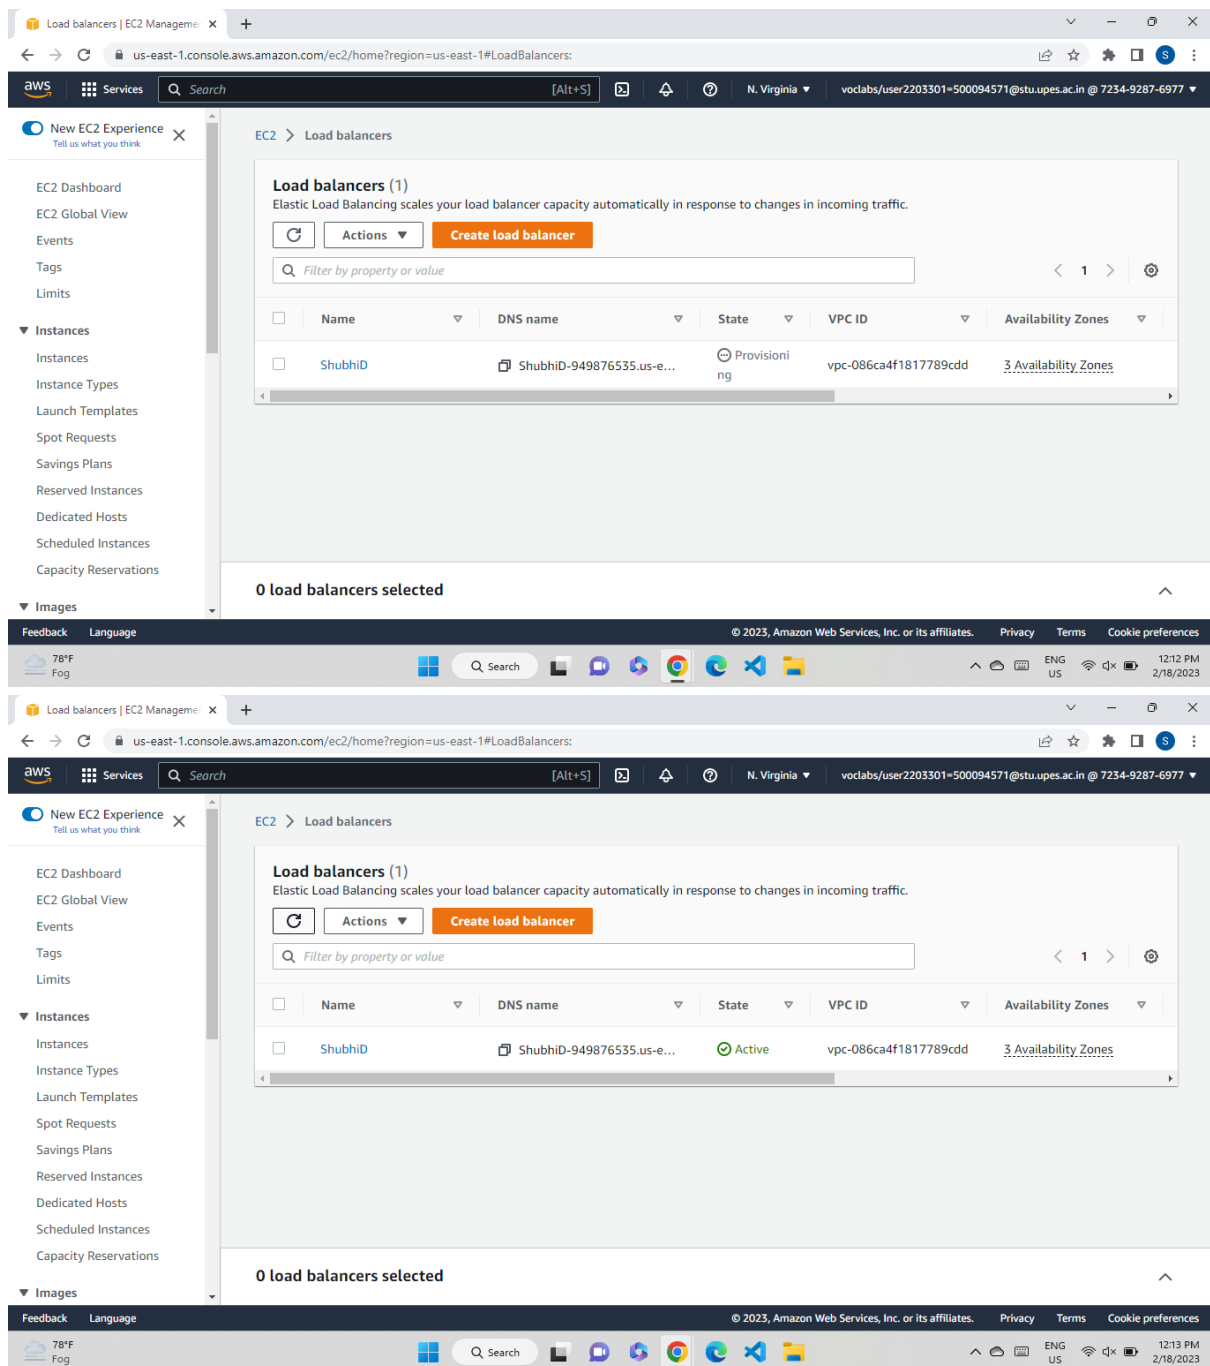 Load balancers | EC2 Manageme
us-east-1.console.aws.amazon.com/ec2/home?region=us-east-1#LoadBalancers:
S
aws Services Search [Alt+S] N. Virginia ▼ voclabs/user2203301=500094571@stu.upes.ac.in @ 7234-9287-6977 ▼
New EC2 Experience
Tell us what you think
EC2 Dashboard
EC2 Global View
Events
Tags
Limits
▼ Instances
Instances
Instance Types
Launch Templates
Spot Requests
Savings Plans
Reserved Instances
Dedicated Hosts
Scheduled Instances
Capacity Reservations
▼ Images
EC2 > Load balancers
Load balancers (1)
Elastic Load Balancing scales your load balancer capacity automatically in response to changes in incoming traffic.
Actions ▼ Create load balancer
Filter by property or value
< 1 >
Name DNS name State VPC ID Availability Zones
ShubhiD ShubhiD-949876535.us-e... Provisioni
ng vpc-086ca4f1817789cdd 3 Availability Zones
0 load balancers selected
Feedback Language © 2023, Amazon Web Services, Inc. or its affiliates. Privacy Terms Cookie preferences
78°F
Fog
Search
ENG
US
12:12 PM
2/18/2023
Load balancers | EC2 Manageme
us-east-1.console.aws.amazon.com/ec2/home?region=us-east-1#LoadBalancers:
S
aws Services Search [Alt+S] N. Virginia ▼ voclabs/user2203301=500094571@stu.upes.ac.in @ 7234-9287-6977 ▼
New EC2 Experience
Tell us what you think
EC2 Dashboard
EC2 Global View
Events
Tags
Limits
▼ Instances
Instances
Instance Types
Launch Templates
Spot Requests
Savings Plans
Reserved Instances
Dedicated Hosts
Scheduled Instances
Capacity Reservations
▼ Images
EC2 > Load balancers
Load balancers (1)
Elastic Load Balancing scales your load balancer capacity automatically in response to changes in incoming traffic.
Actions ▼ Create load balancer
Filter by property or value
< 1 >
Name DNS name State VPC ID Availability Zones
ShubhiD ShubhiD-949876535.us-e... Active vpc-086ca4f1817789cdd 3 Availability Zones
0 load balancers selected
Feedback Language © 2023, Amazon Web Services, Inc. or its affiliates. Privacy Terms Cookie preferences
78°F
Fog
Search
ENG
US
12:13 PM
2/18/2023